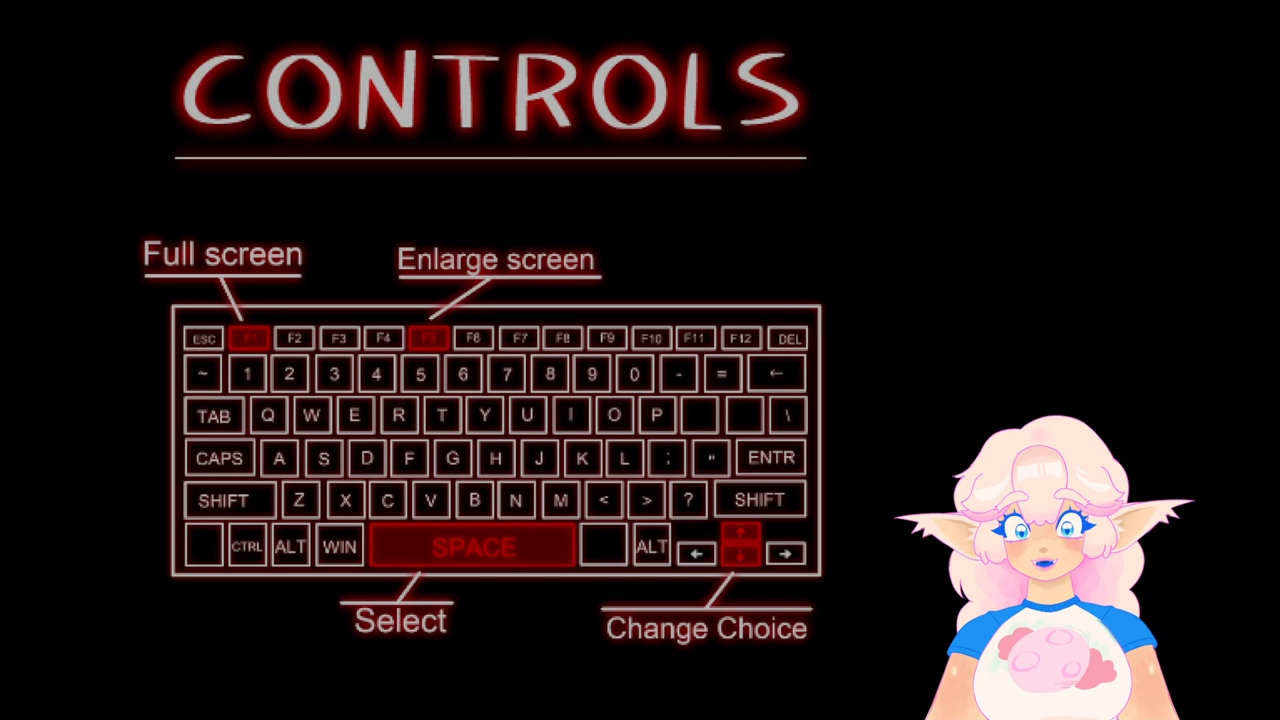 CONTROLS
Full screen
Enlarge screen
ESC F1 F2 F3 F4 F5 F6 F7 F8 F9 F10 F11 F12 DEL
~ 1 2 3 4 5 6 7 8 9 0 - = ←
TAB Q W E R T Y U I O P \
CAPS A S D F G H J K L ; " ENTR
SHIFT Z X C V B N M < > ? SHIFT
CTRL ALT WIN SPACE ALT ← ↑ ↓ →
Select
Change Choice